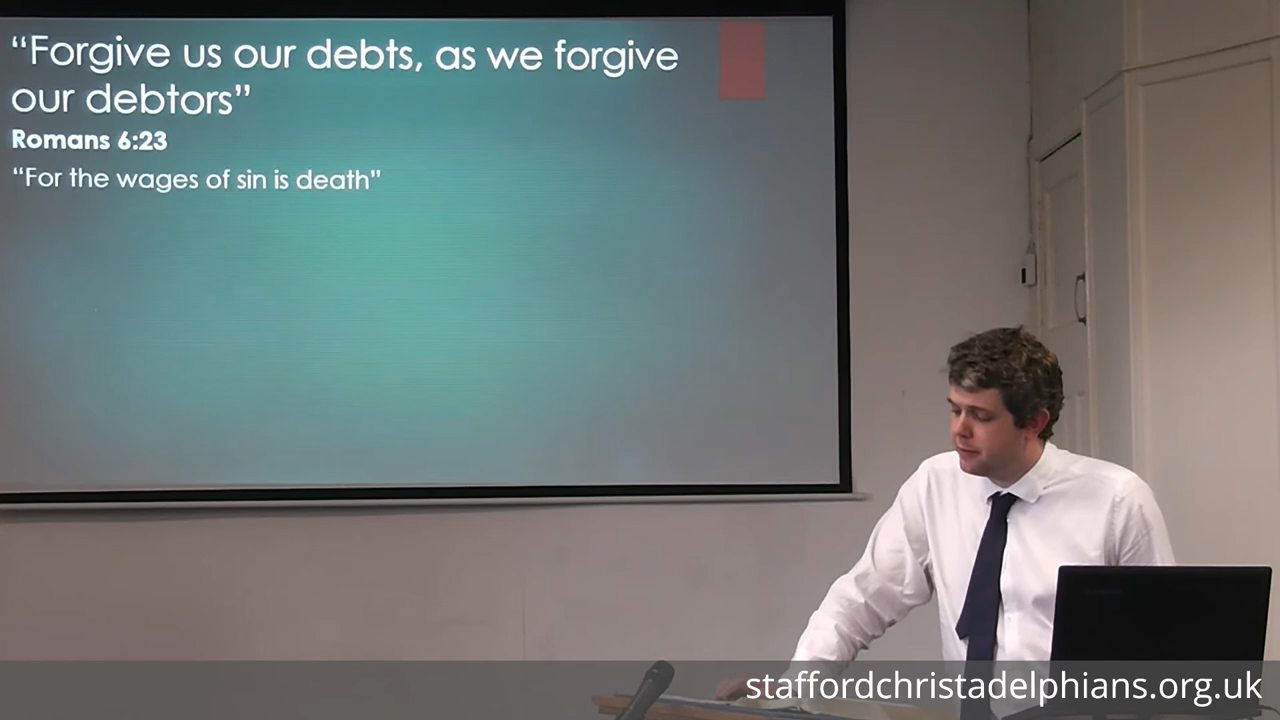 “Forgive us our debts, as we forgive
our debtors”
Romans 6:23
“For the wages of sin is death”
staffordchristadelphians.org.uk